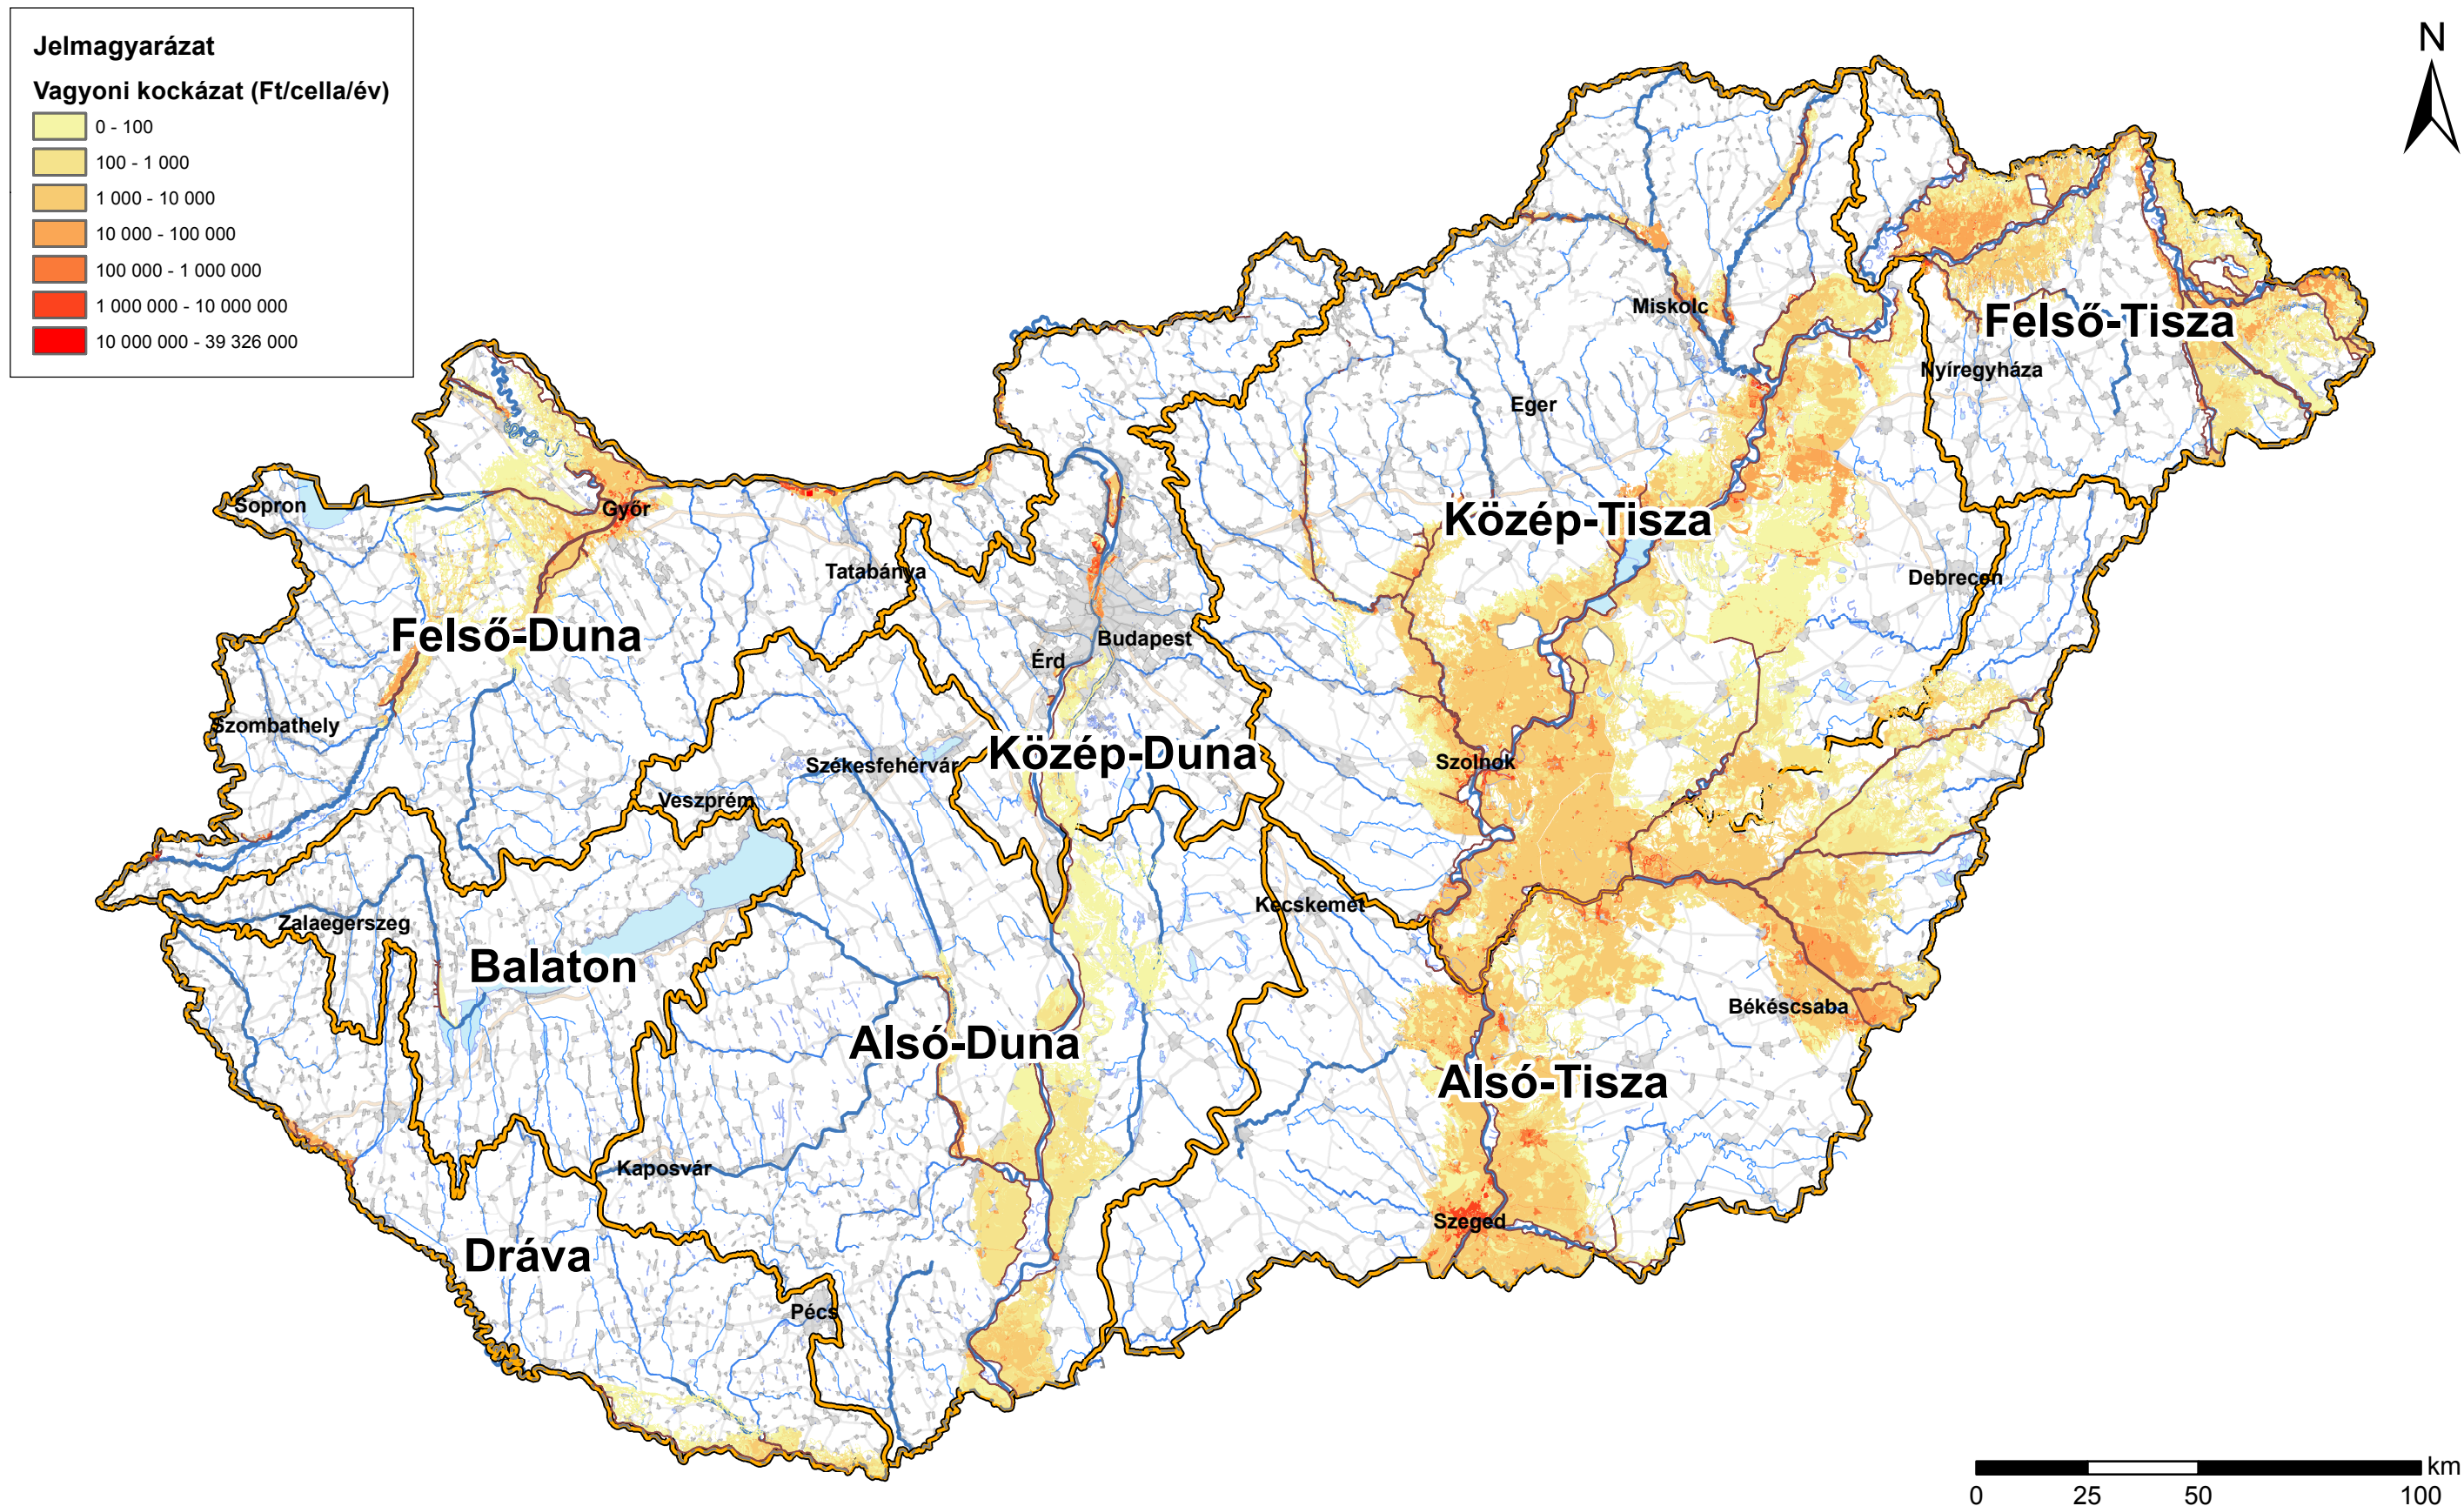 Jelmagyarázat
Vagyoni kockázat (Ft/cella/év)
0 - 100
100 - 1 000
1 000 - 10 000
10 000 - 100 000
100 000 - 1 000 000
1 000 000 - 10 000 000
10 000 000 - 39 326 000
N
Miskolc
Felső-Tisza
Nyíregyháza
Eger
Sopron
Győr
Közép-Tisza
Tatabánya
Debrecen
Felső-Duna
Budapest
Érd
Szombathely
Közép-Duna
Székesfehérvár
Szolnok
Veszprém
Kecskemét
Zalaegerszeg
Balaton
Békéscsaba
Alsó-Duna
Alsó-Tisza
Kaposvár
Szeged
Dráva
Pécs
km
0 25 50 100